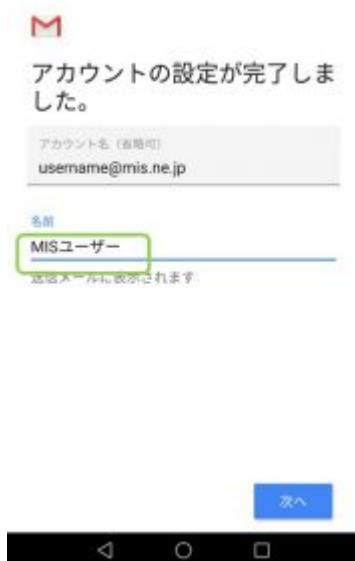 アカウントの設定が完了しま
した。
アカウント名（省略可）
username@mis.ne.jp
名前
MISユーザー
送信メールに表示されます
次へ